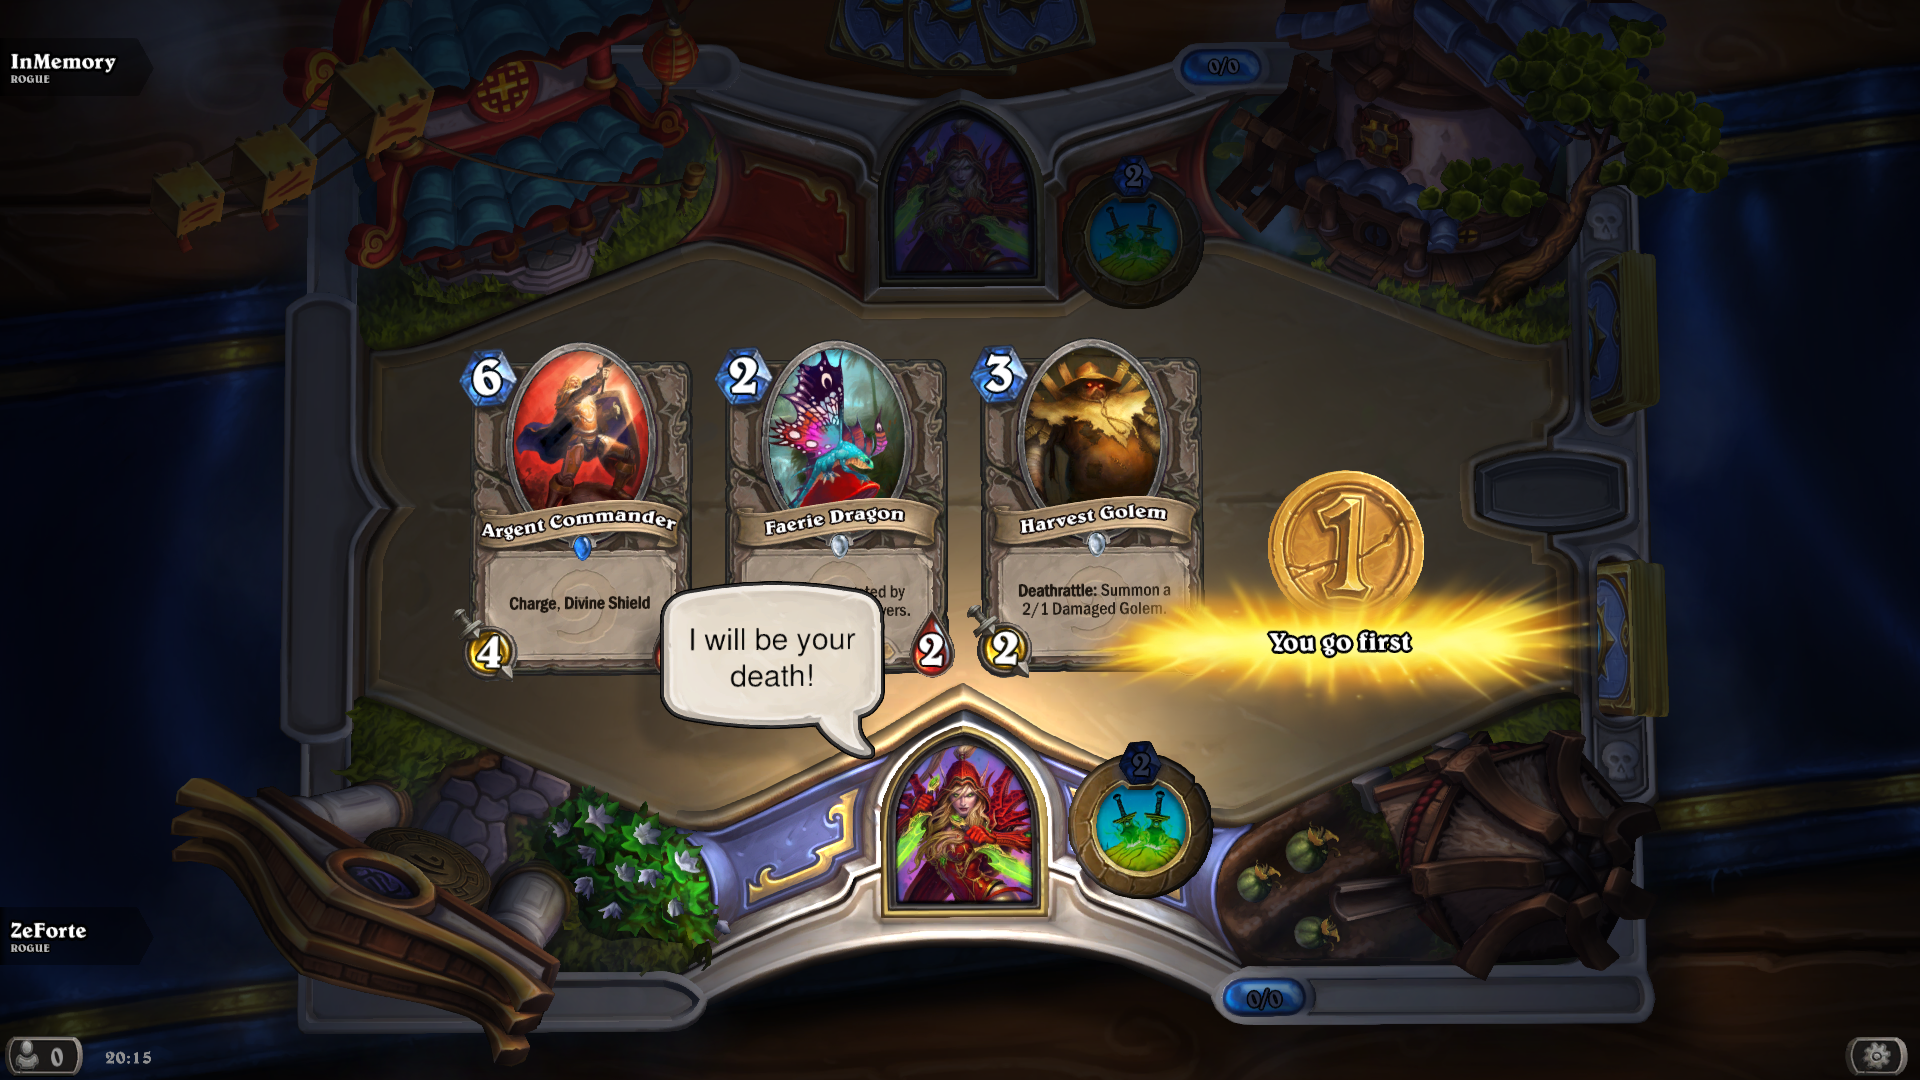 InMemory
ROGUE
0/0
2
6
2
3
Argent Commander
Faerie Dragon
Harvest Golem
1
Charge, Divine Shield
by
Deathrattle: Summon a
2/1 Damaged Golem.
4
2
2
I will be your
death!
You go first
2
ZeForte
ROGUE
0/0
0
20:15